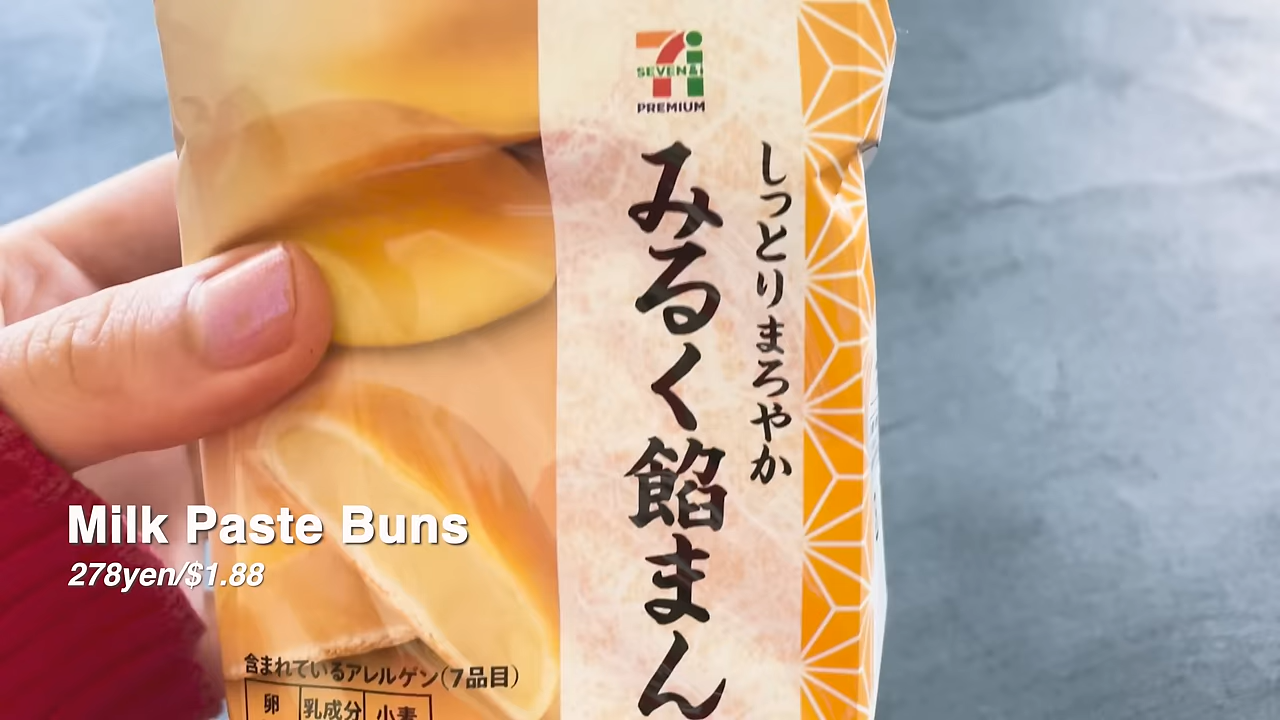 SEVEN&i
PREMIUM
しっとりまろやか
みるく餡まん
Milk Paste Buns
278yen/$1.88
含まれているアレルゲン(7品目)
卵 乳成分 小麦